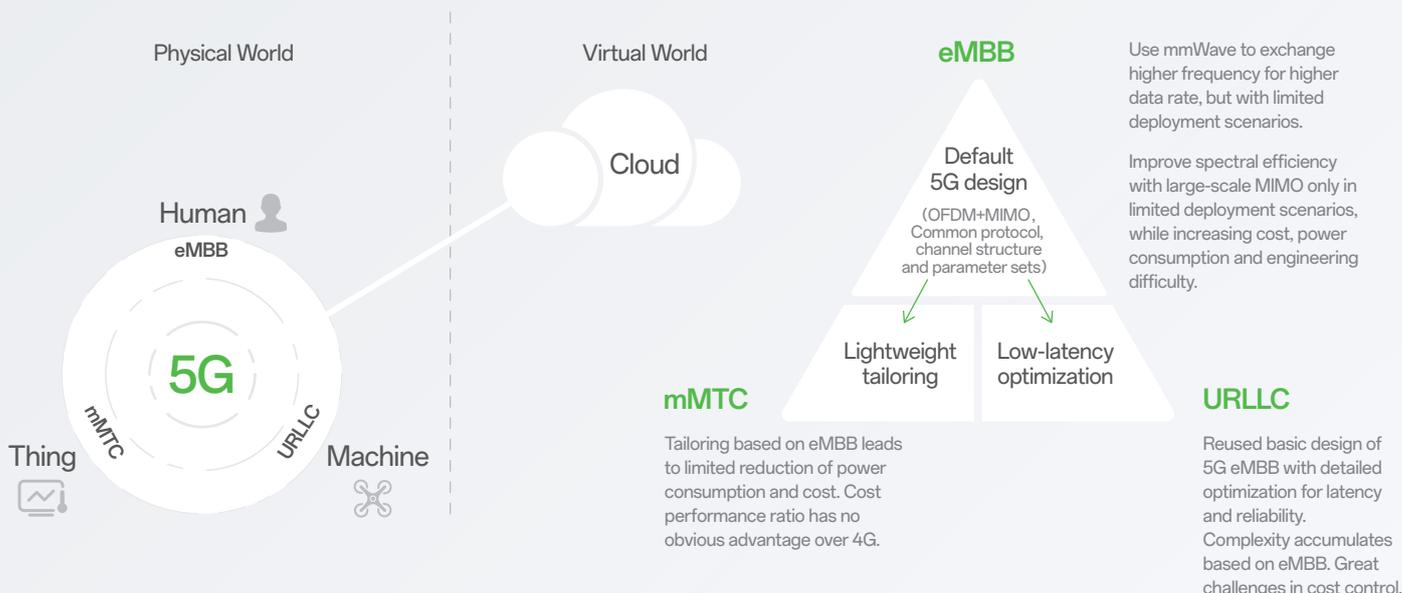 Physical World
Virtual World
Cloud
Human
eMBB
5G
mMTC
URLLC
Thing
Machine
eMBB
Default
5G design
(OFDM+MIMO,
Common protocol,
channel structure
and parameter sets)
Lightweight
tailoring
Low-latency
optimization
Use mmWave to exchange
higher frequency for higher
data rate, but with limited
deployment scenarios.
Improve spectral efficiency
with large-scale MIMO only in
limited deployment scenarios,
while increasing cost, power
consumption and engineering
difficulty.
mMTC
Tailoring based on eMBB leads
to limited reduction of power
consumption and cost. Cost
performance ratio has no
obvious advantage over 4G.
URLLC
Reused basic design of
5G eMBB with detailed
optimization for latency
and reliability.
Complexity accumulates
based on eMBB. Great
challenges in cost control.